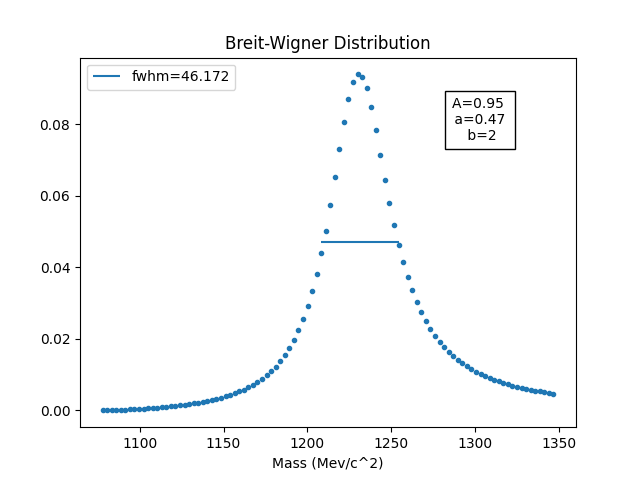 Breit-Wigner Distribution
fwhm=46.172
A=0.95
a=0.47
b=2
0.08
0.06
0.04
0.02
0.00
1100
1150
1200
1250
1300
1350
Mass (Mev/c^2)